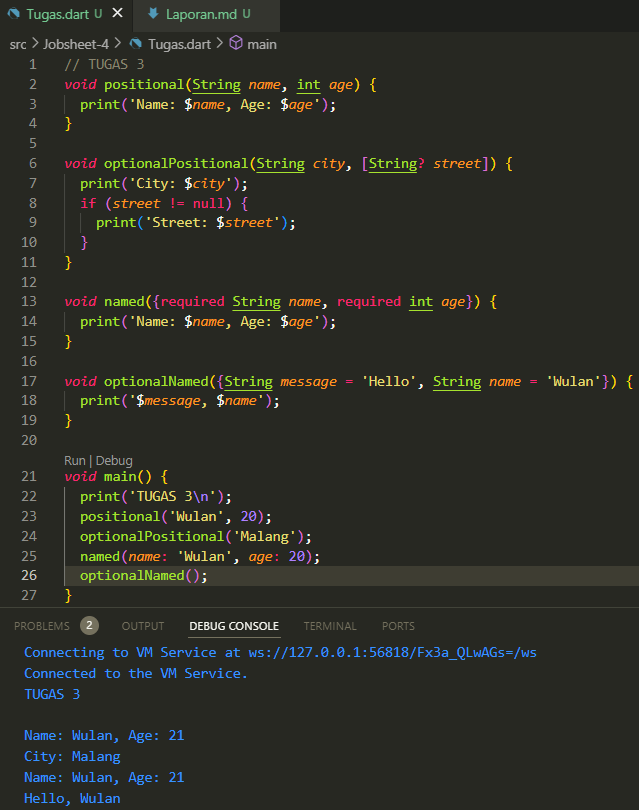 Tugas.dart U
Laporan.md U
src > Jobsheet-4 > Tugas.dart > main
1 // TUGAS 3
2 void positional(String name, int age) {
3 print('Name: $name, Age: $age');
4 }
5
6 void optionalPositional(String city, [String? street]) {
7 print('City: $city');
8 if (street != null) {
9 print('Street: $street');
10 }
11 }
12
13 void named({required String name, required int age}) {
14 print('Name: $name, Age: $age');
15 }
16
17 void optionalNamed({String message = 'Hello', String name = 'Wulan'}) {
18 print('$message, $name');
19 }
20
Run | Debug
21 void main() {
22 print('TUGAS 3\n');
23 positional('Wulan', 20);
24 optionalPositional('Malang');
25 named(name: 'Wulan', age: 20);
26 optionalNamed();
27 }
PROBLEMS 2 OUTPUT DEBUG CONSOLE TERMINAL PORTS
Connecting to VM Service at ws://127.0.0.1:56818/Fx3a_QLwAGs=/ws
Connected to the VM Service.
TUGAS 3
Name: Wulan, Age: 21
City: Malang
Name: Wulan, Age: 21
Hello, Wulan